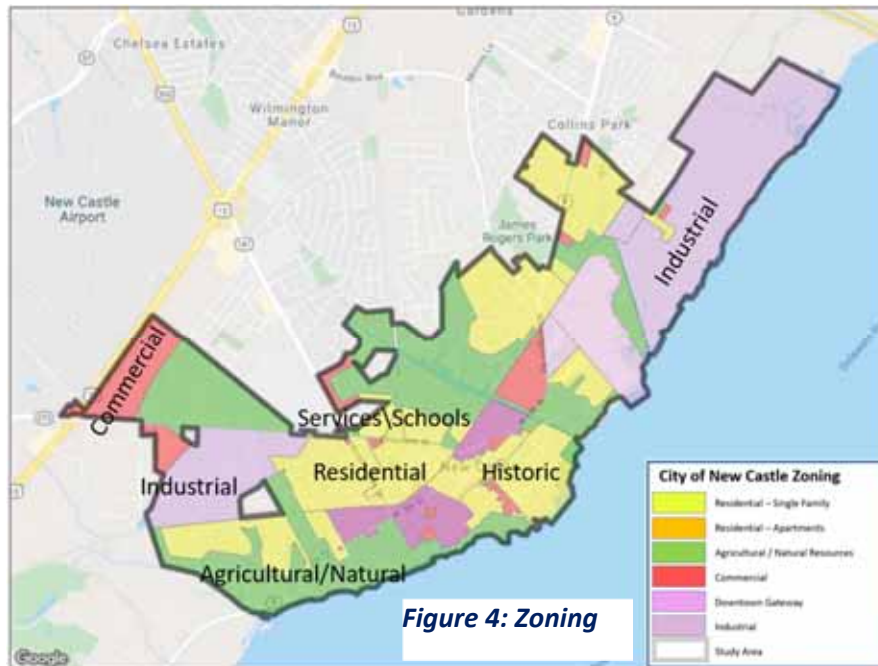 Gardens
Chelsea Estates
Wilmington
Manor
Collins Park
New Castle
Airport
James
Rogers Park
Industrial
Commercial
Services\Schools
Residential
Historic
Industrial
Agricultural/Natural
Figure 4: Zoning
City of New Castle Zoning
Residential – Single Family
Residential – Apartments
Agricultural / Natural Resources
Commercial
Downtown Gateway
Industrial
Study Area
Google